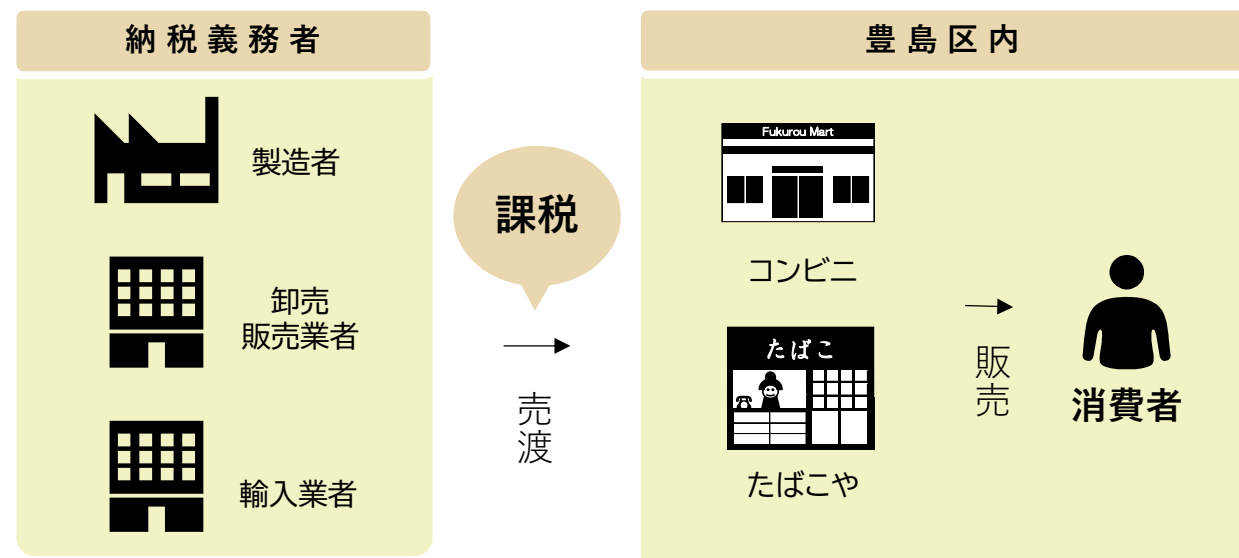 納税義務者
製造者
卸売
販売業者
輸入業者
課税
売渡
豊島区内
Fukurou Mart
コンビニ
たばこ
たばこや
販売
消費者